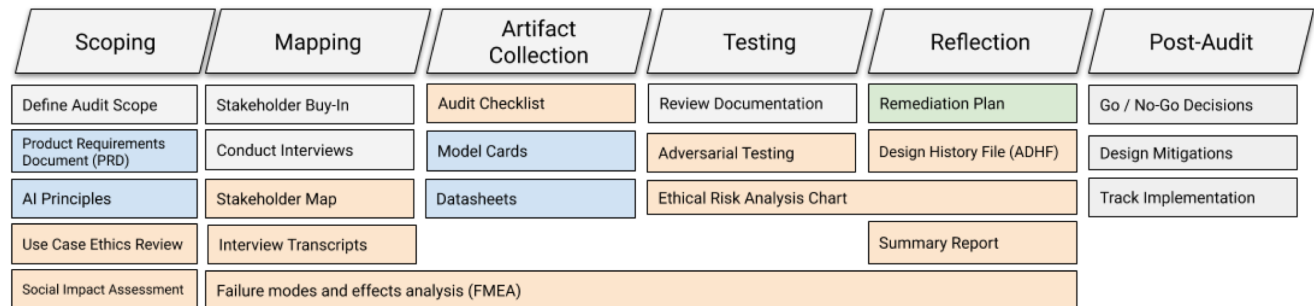 Scoping
Mapping
Artifact
Collection
Testing
Reflection
Post-Audit
Define Audit Scope
Stakeholder Buy-In
Audit Checklist
Review Documentation
Remediation Plan
Go / No-Go Decisions
Product Requirements
Document (PRD)
Conduct Interviews
Model Cards
Adversarial Testing
Design History File (ADHF)
Design Mitigations
AI Principles
Stakeholder Map
Datasheets
Ethical Risk Analysis Chart
Track Implementation
Use Case Ethics Review
Interview Transcripts
Summary Report
Social Impact Assessment
Failure modes and effects analysis (FMEA)